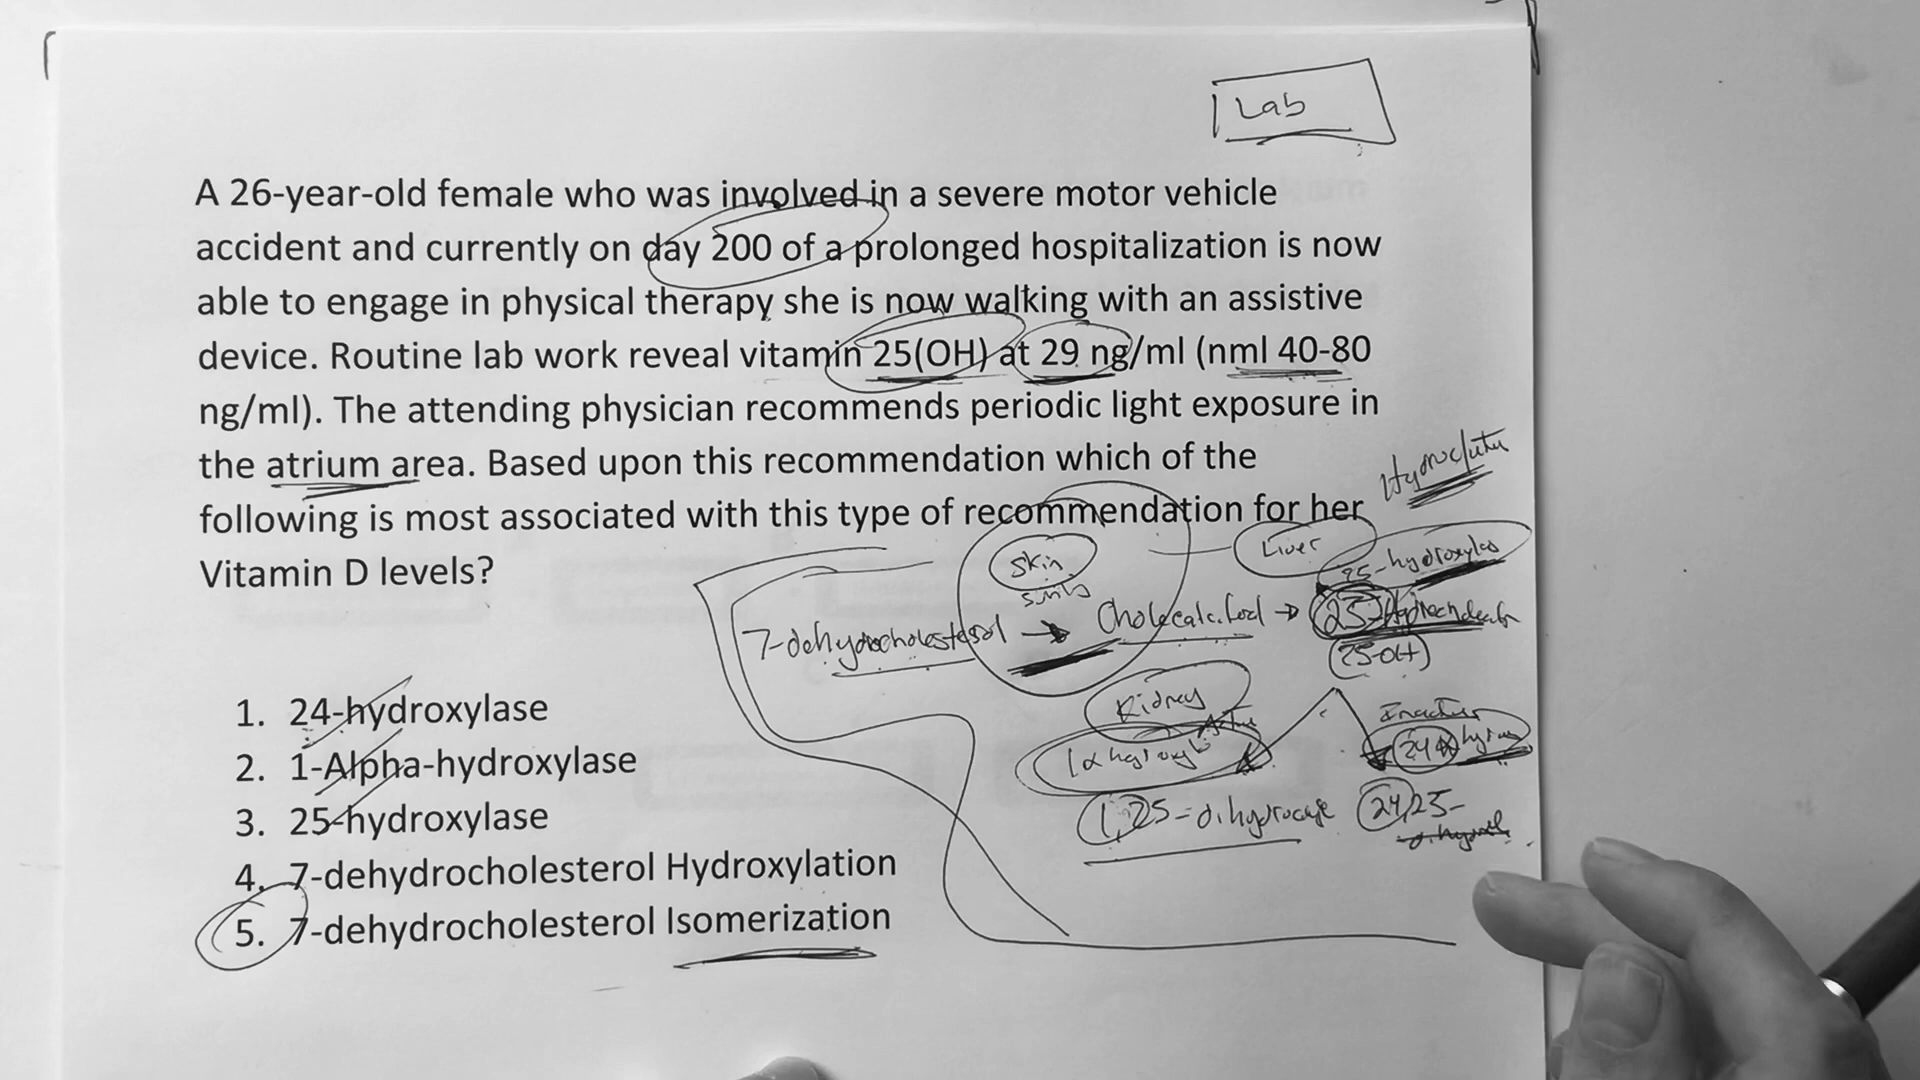 Lab
A 26-year-old female who was involved in a severe motor vehicle
accident and currently on day 200 of a prolonged hospitalization is now
able to engage in physical therapy she is now walking with an assistive
device. Routine lab work reveal vitamin 25(OH) at 29 ng/ml (nml 40-80
ng/ml). The attending physician recommends periodic light exposure in
the atrium area. Based upon this recommendation which of the
following is most associated with this type of recommendation for her
Vitamin D levels?
Skin
Liver
25-hydroxylas
7-dehydrocholesterol → →
(25-OH)
Kidney
1,25-
24,25-
1. 24-hydroxylase
2. 1-Alpha-hydroxylase
3. 25-hydroxylase
4. 7-dehydrocholesterol Hydroxylation
5. 7-dehydrocholesterol Isomerization